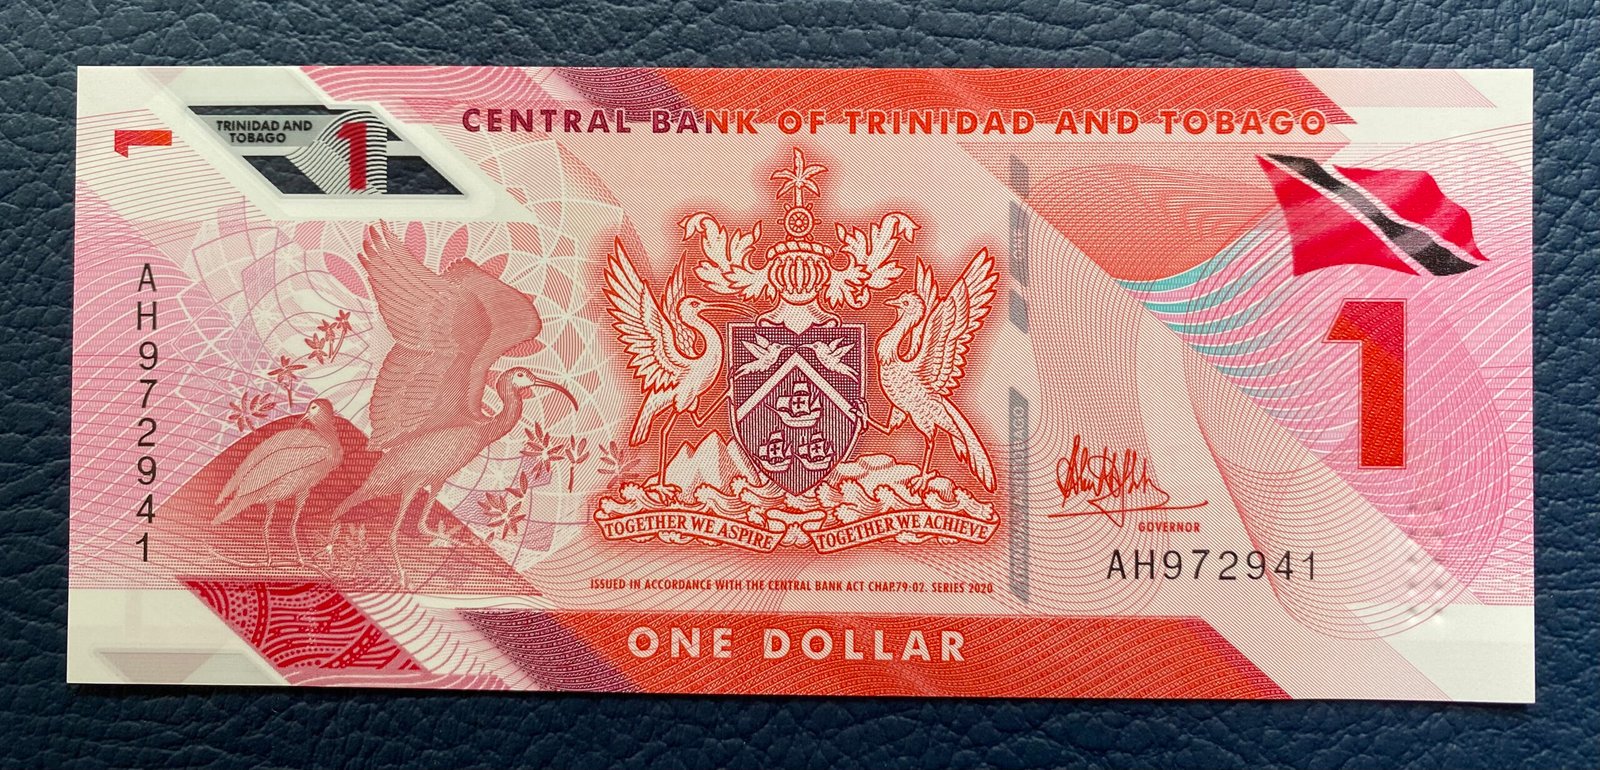 CENTRAL BANK OF TRINIDAD AND TOBAGO
TRINIDAD AND
TOBAGO
1
1
1
AH972941
TOGETHER WE ASPIRE
TOGETHER WE ACHIEVE
GOVERNOR
AH972941
ISSUED IN ACCORDANCE WITH THE CENTRAL BANK ACT CHAP.79:02. SERIES 2020
ONE DOLLAR